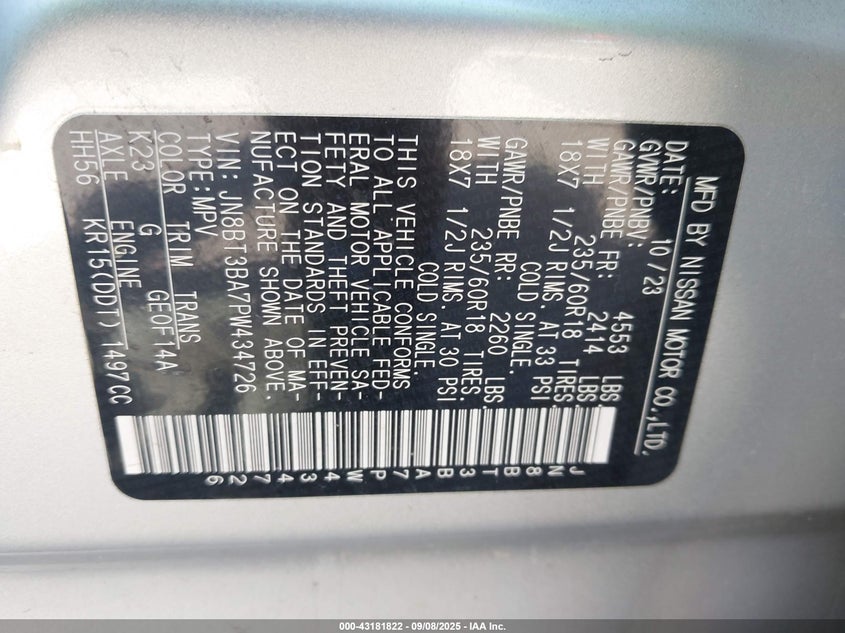 MFD BY NISSAN MOTOR CO.,LTD.
DATE: 10/23
GVWR/PNBV: 4553 LBS.
GAWR/PNBE FR: 2414 LBS.
WITH 235/60R18 TIRES:
18X7 1/2J RIMS. AT 33 PSI
COLD SINGLE.
GAWR/PNBE RR: 2260 LBS.
WITH 235/60R18 TIRES:
18X7 1/2J RIMS. AT 30 PSI
COLD SINGLE.
THIS VEHICLE CONFORMS
TO ALL APPLICABLE FED-
ERAL MOTOR VEHICLE SA-
FETY AND THEFT PREVEN-
TION STANDARDS IN EFF-
ECT ON THE DATE OF MA-
NUFACTURE SHOWN ABOVE.
VIN: JN8BT3BA7PW434726
TYPE: MPV
COLOR TRIM TRANS
K23 G GE0F14A
AXLE ENGINE
HH56 KR15(DDT) 1497CC
JN8BT3BA7PW434726
000-43181822 - 09/08/2025 - IAA Inc.